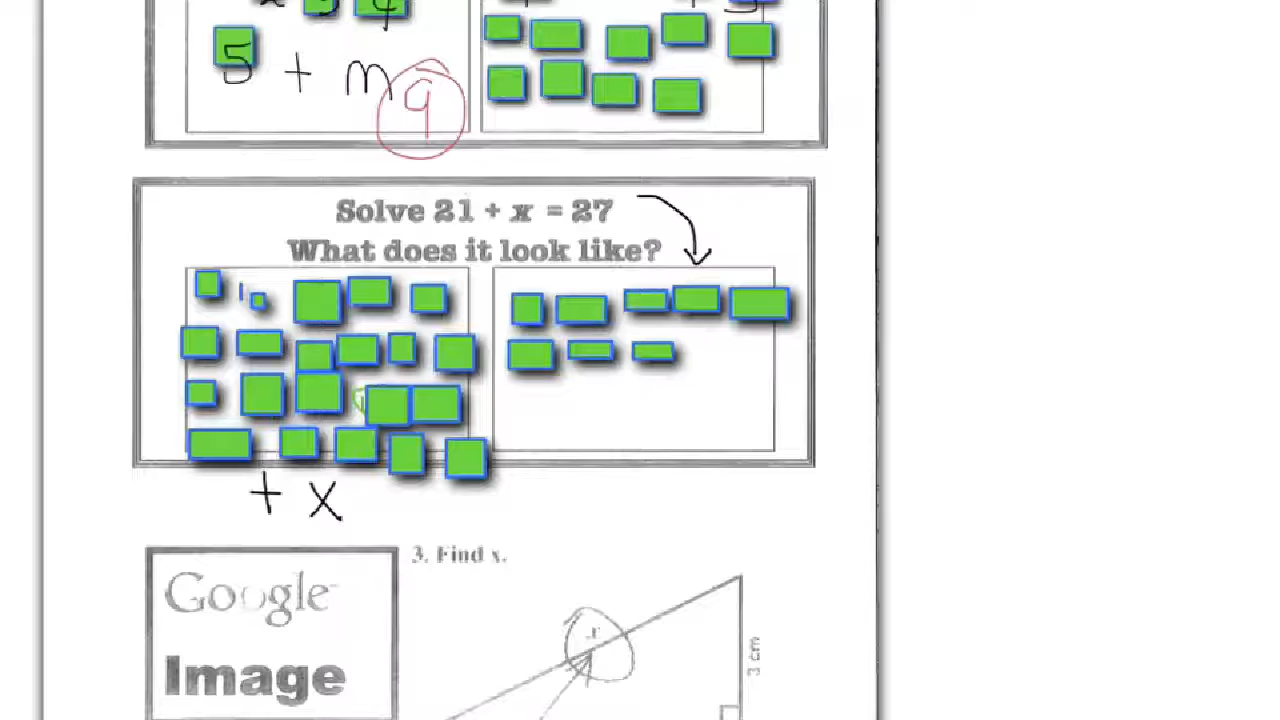 5 + m
9
Solve 21 + x = 27
What does it look like?
+ x
3. Find x.
Google
Image
x
3 cm